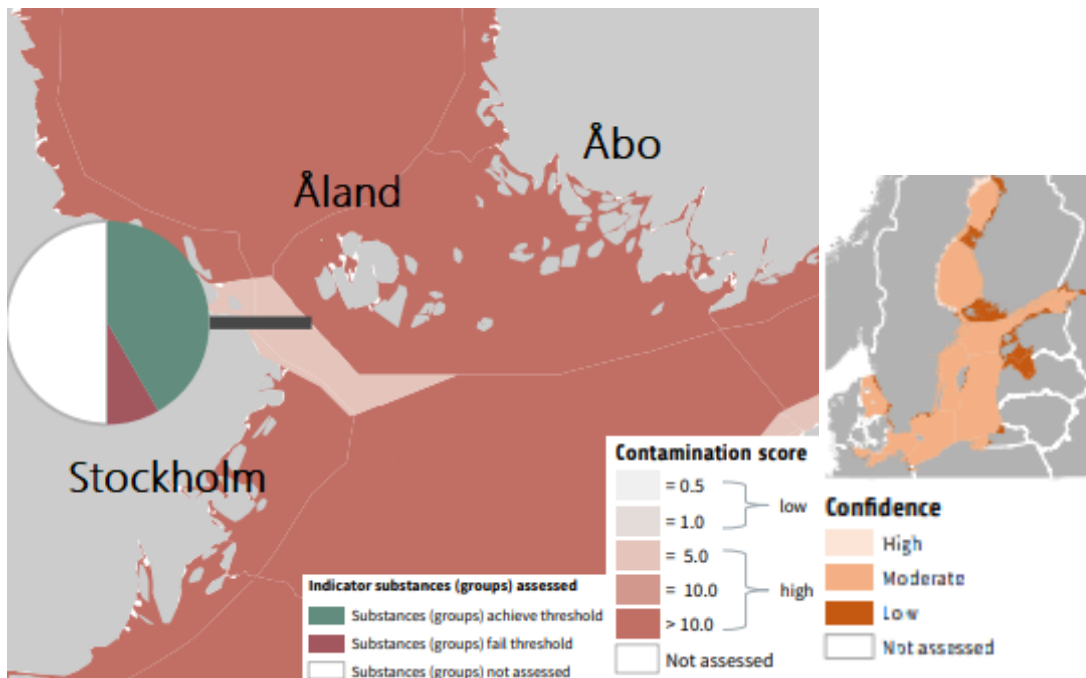 Åbo
Åland
Stockholm
Indicator substances (groups) assessed
Substances (groups) achieve threshold
Substances (groups) fail threshold
Substances (groups) not assessed
Contamination score
= 0.5
= 1.0
low
= 5.0
= 10.0
> 10.0
high
Not assessed
Confidence
High
Moderate
Low
Not assessed